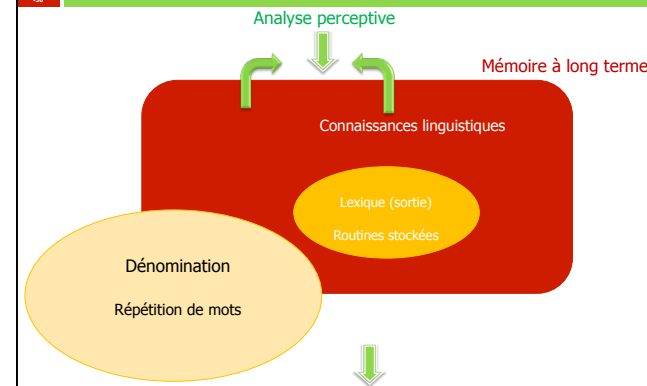 Analyse perceptive
Mémoire à long terme
Connaissances linguistiques
Lexique (sortie)
Routines stockées
Dénomination
Répétition de mots